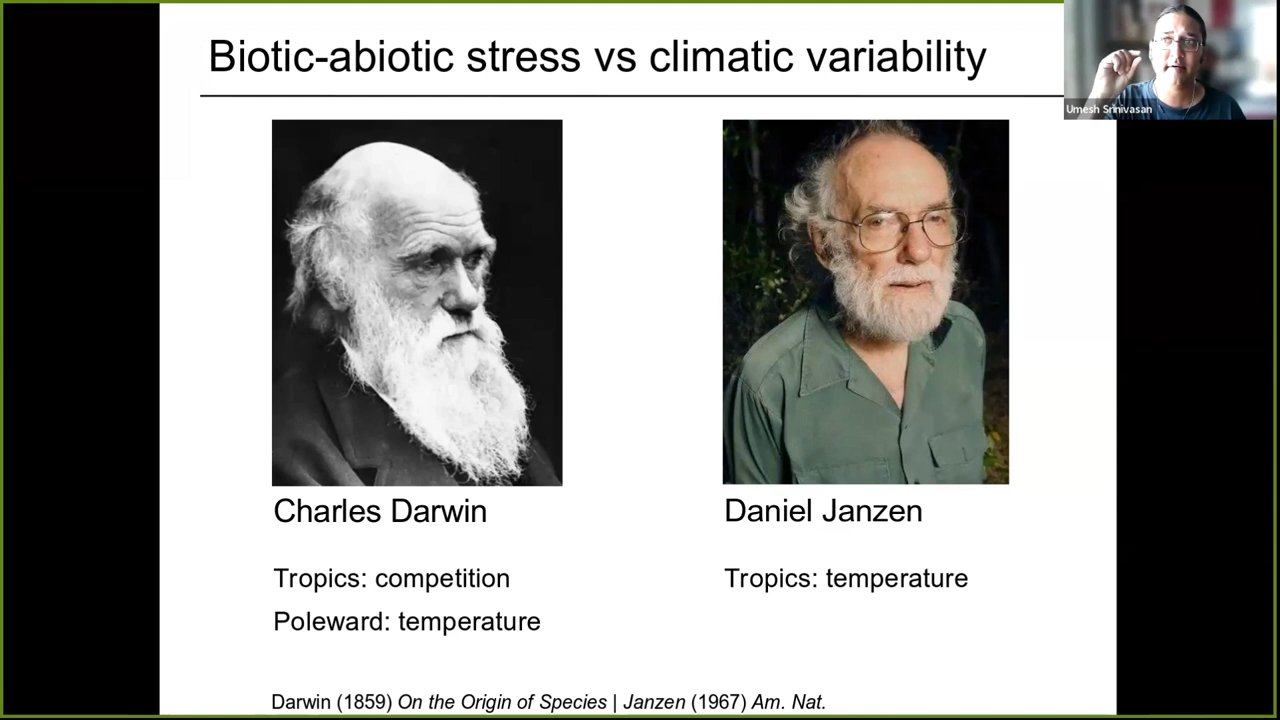 Biotic-abiotic stress vs climatic variability
Umesh Srinivasan
Charles Darwin
Daniel Janzen
Tropics: competition
Poleward: temperature
Tropics: temperature
Darwin (1859) On the Origin of Species | Janzen (1967) Am. Nat.